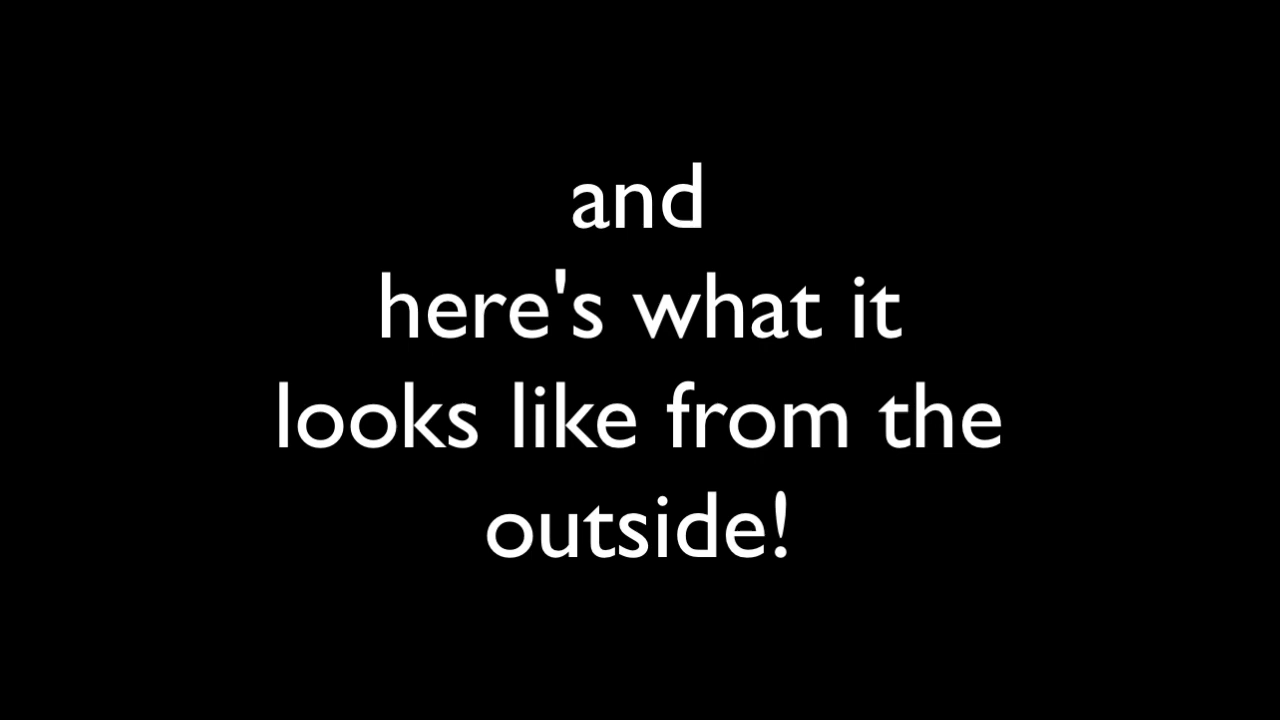 and
here's what it
looks like from the
outside!